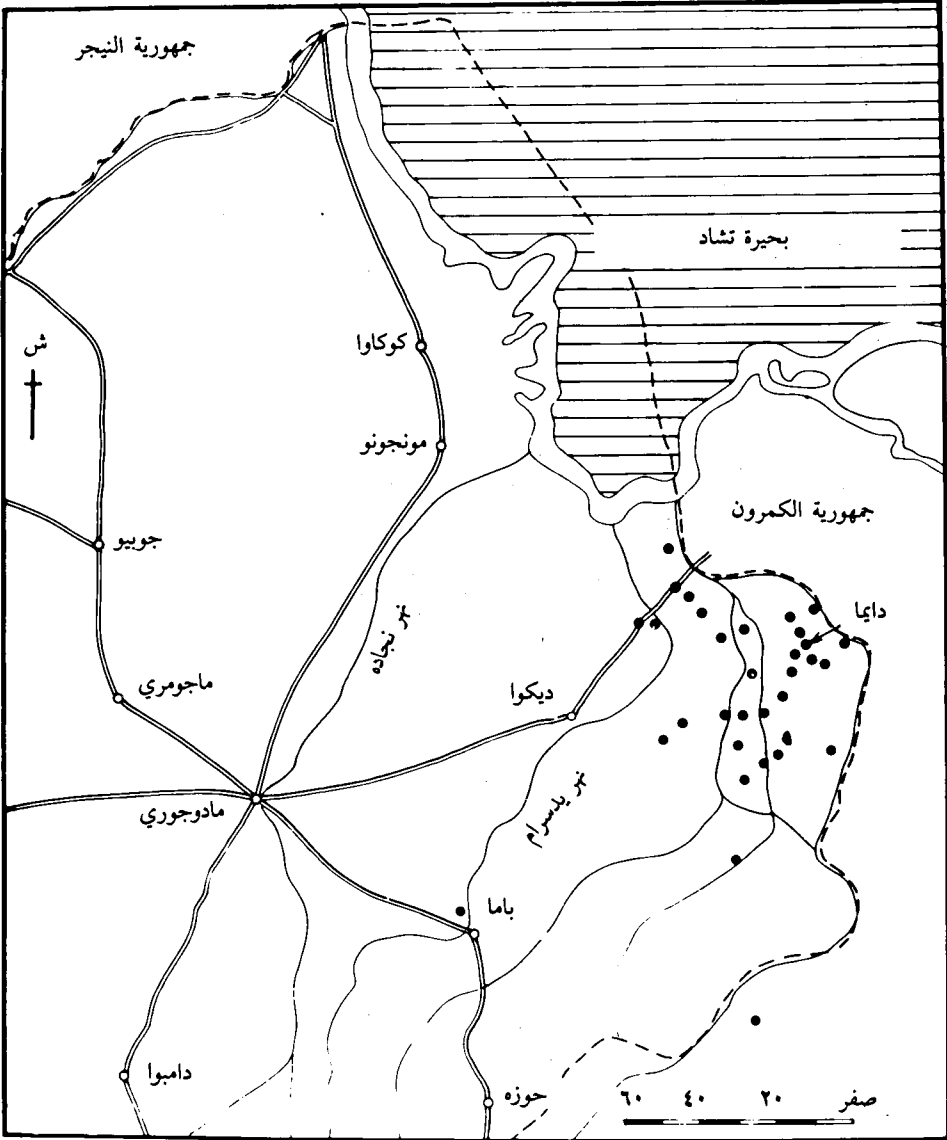 جمهورية النيجر
بحيرة تشاد
ش
كوكاوا
مونجونو
جمهورية الكمرون
جوبيو
دايما
نهر نجاده
ماجومري
ديكوا
مادوجوري
نهر يدسرام
باما
دامبوا
حوزه
صفر ٢٠ ٤٠ ٦٠